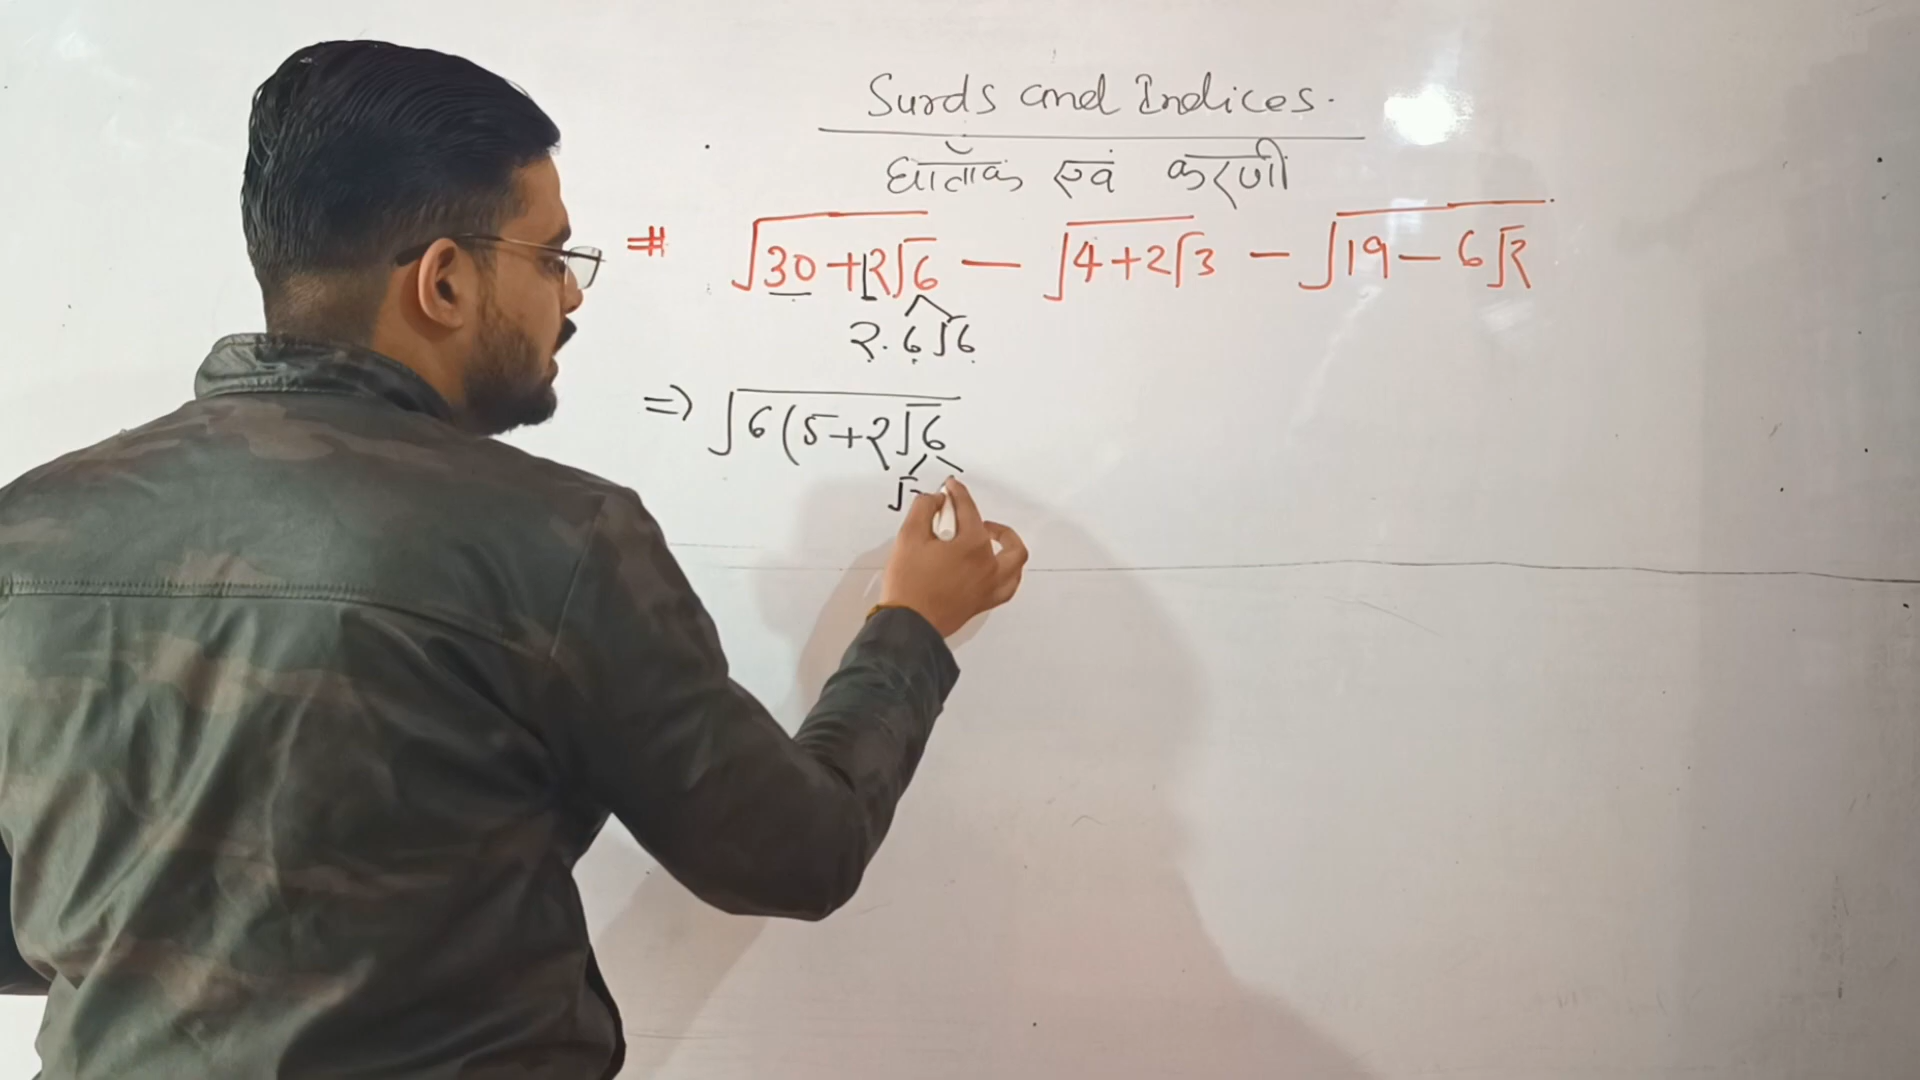 Surds and Indices.
घाताँक एवं करणी
# √30+12√6 − √4+2√3 − √19−6√2
2.6√6
⇒ √6(5+2√6